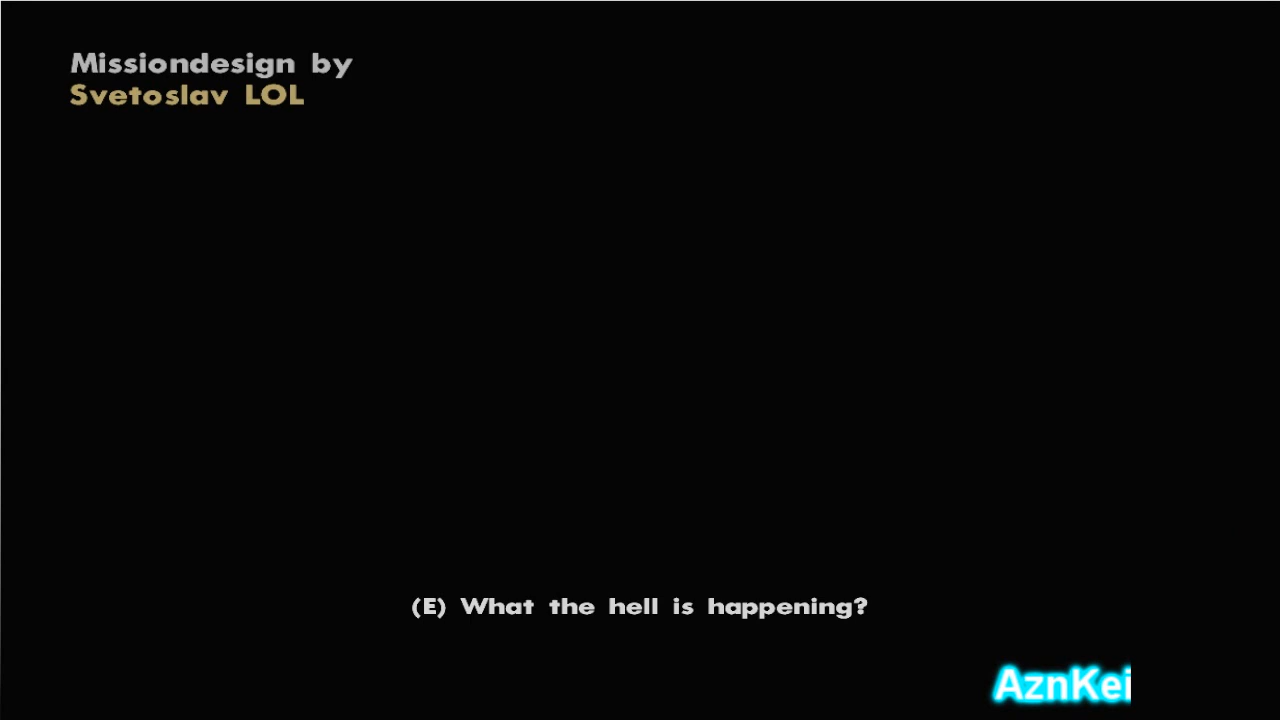 Missiondesign by
Svetoslav LOL
(E) What the hell is happening?
AznKei